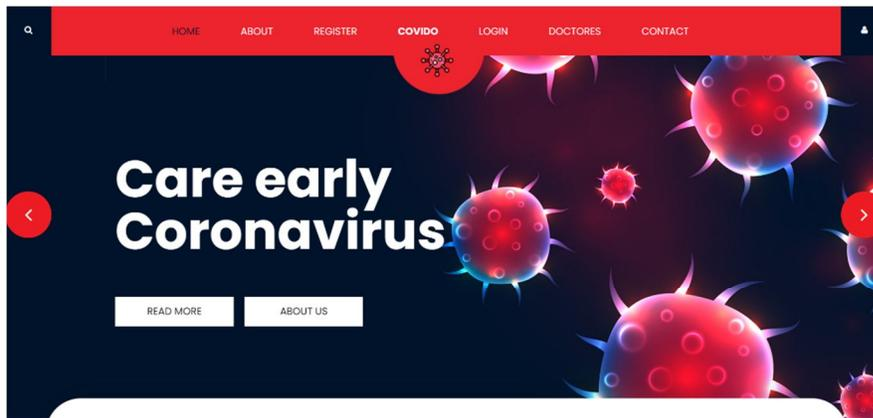 HOME ABOUT REGISTER COVIDO LOGIN DOCTORES CONTACT
Care early
Coronavirus
READ MORE ABOUT US